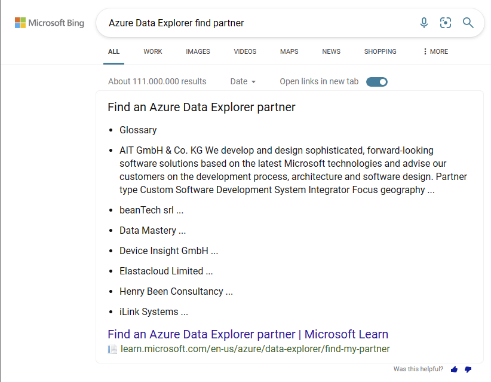 Microsoft Bing
Azure Data Explorer find partner
ALL WORK IMAGES VIDEOS MAPS NEWS SHOPPING MORE
About 111.000.000 results Date Open links in new tab
Find an Azure Data Explorer partner
• Glossary
• AIT GmbH & Co. KG We develop and design sophisticated, forward-looking
software solutions based on the latest Microsoft technologies and advise our
customers on the development process, architecture and software design. Partner
type Custom Software Development System Integrator Focus geography ...
• beanTech srl ...
• Data Mastery ...
• Device Insight GmbH ...
• Elastacloud Limited ...
• Henry Been Consultancy ...
• iLink Systems ...
Find an Azure Data Explorer partner | Microsoft Learn
learn.microsoft.com/en-us/azure/data-explorer/find-my-partner
Was this helpful?